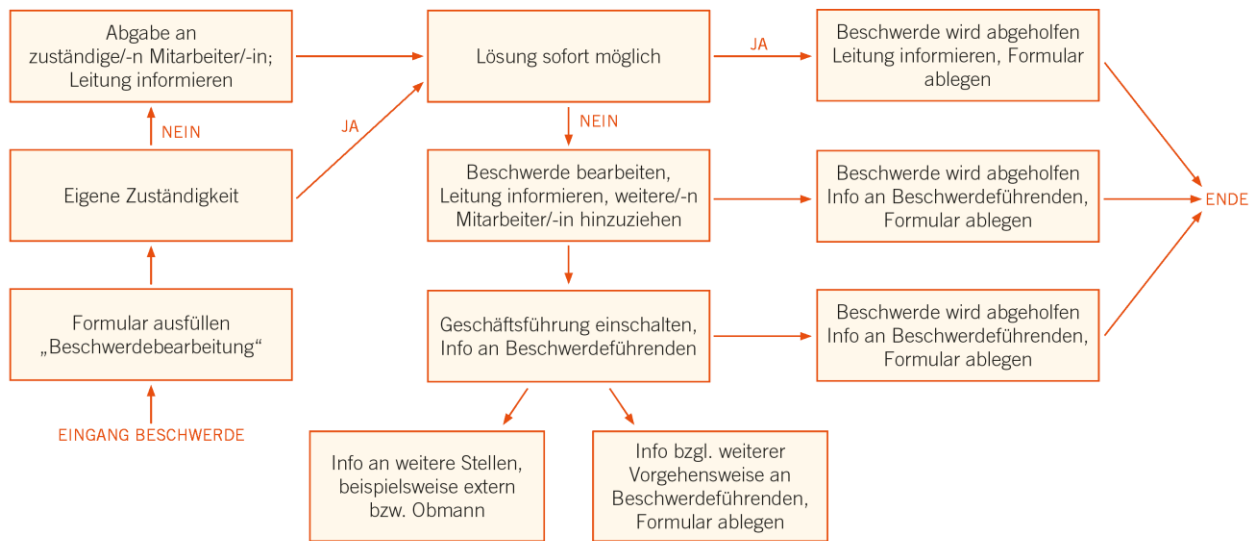 Abgabe an
zuständige/-n Mitarbeiter/-in;
Leitung informieren
Lösung sofort möglich
JA
Beschwerde wird abgeholfen
Leitung informieren, Formular
ablegen
NEIN
JA
NEIN
Eigene Zuständigkeit
Beschwerde bearbeiten,
Leitung informieren, weitere/-n
Mitarbeiter/-in hinzuziehen
Beschwerde wird abgeholfen
Info an Beschwerdeführenden,
Formular ablegen
ENDE
Formular ausfüllen
„Beschwerdebearbeitung“
Geschäftsführung einschalten,
Info an Beschwerdeführenden
Beschwerde wird abgeholfen
Info an Beschwerdeführenden,
Formular ablegen
EINGANG BESCHWERDE
Info an weitere Stellen,
beispielsweise extern
bzw. Obmann
Info bzgl. weiterer
Vorgehensweise an
Beschwerdeführenden,
Formular ablegen